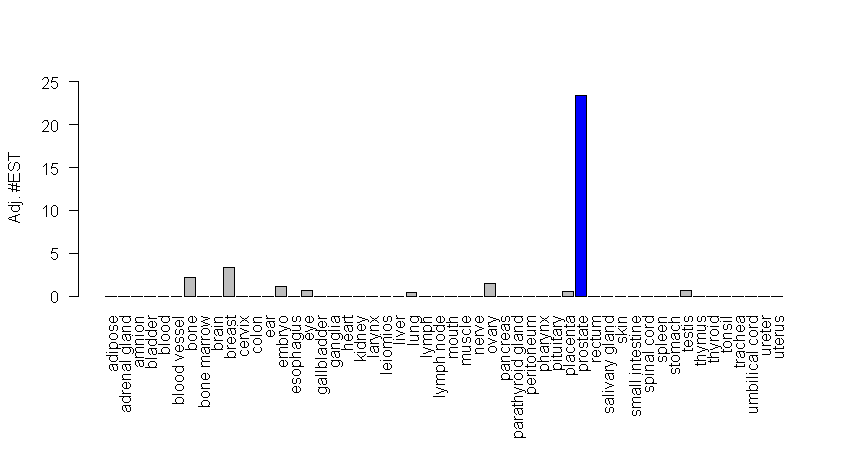 25
20
15
10
5
0
Adj. #EST
adipose
adrenal gland
amnion
bladder
blood
blood vessel
bone
bone marrow
brain
breast
cervix
colon
ear
embryo
esophagus
eye
gallbladder
ganglia
heart
kidney
larynx
leiomios
liver
lung
lymph
lymph node
mouth
muscle
nerve
ovary
pancreas
parathyroid gland
peritoneum
pharynx
pituitary
placenta
prostate
rectum
salivary gland
skin
small intestine
spinal cord
spleen
stomach
testis
thymus
thyroid
tonsil
trachea
umbilical cord
ureter
uterus